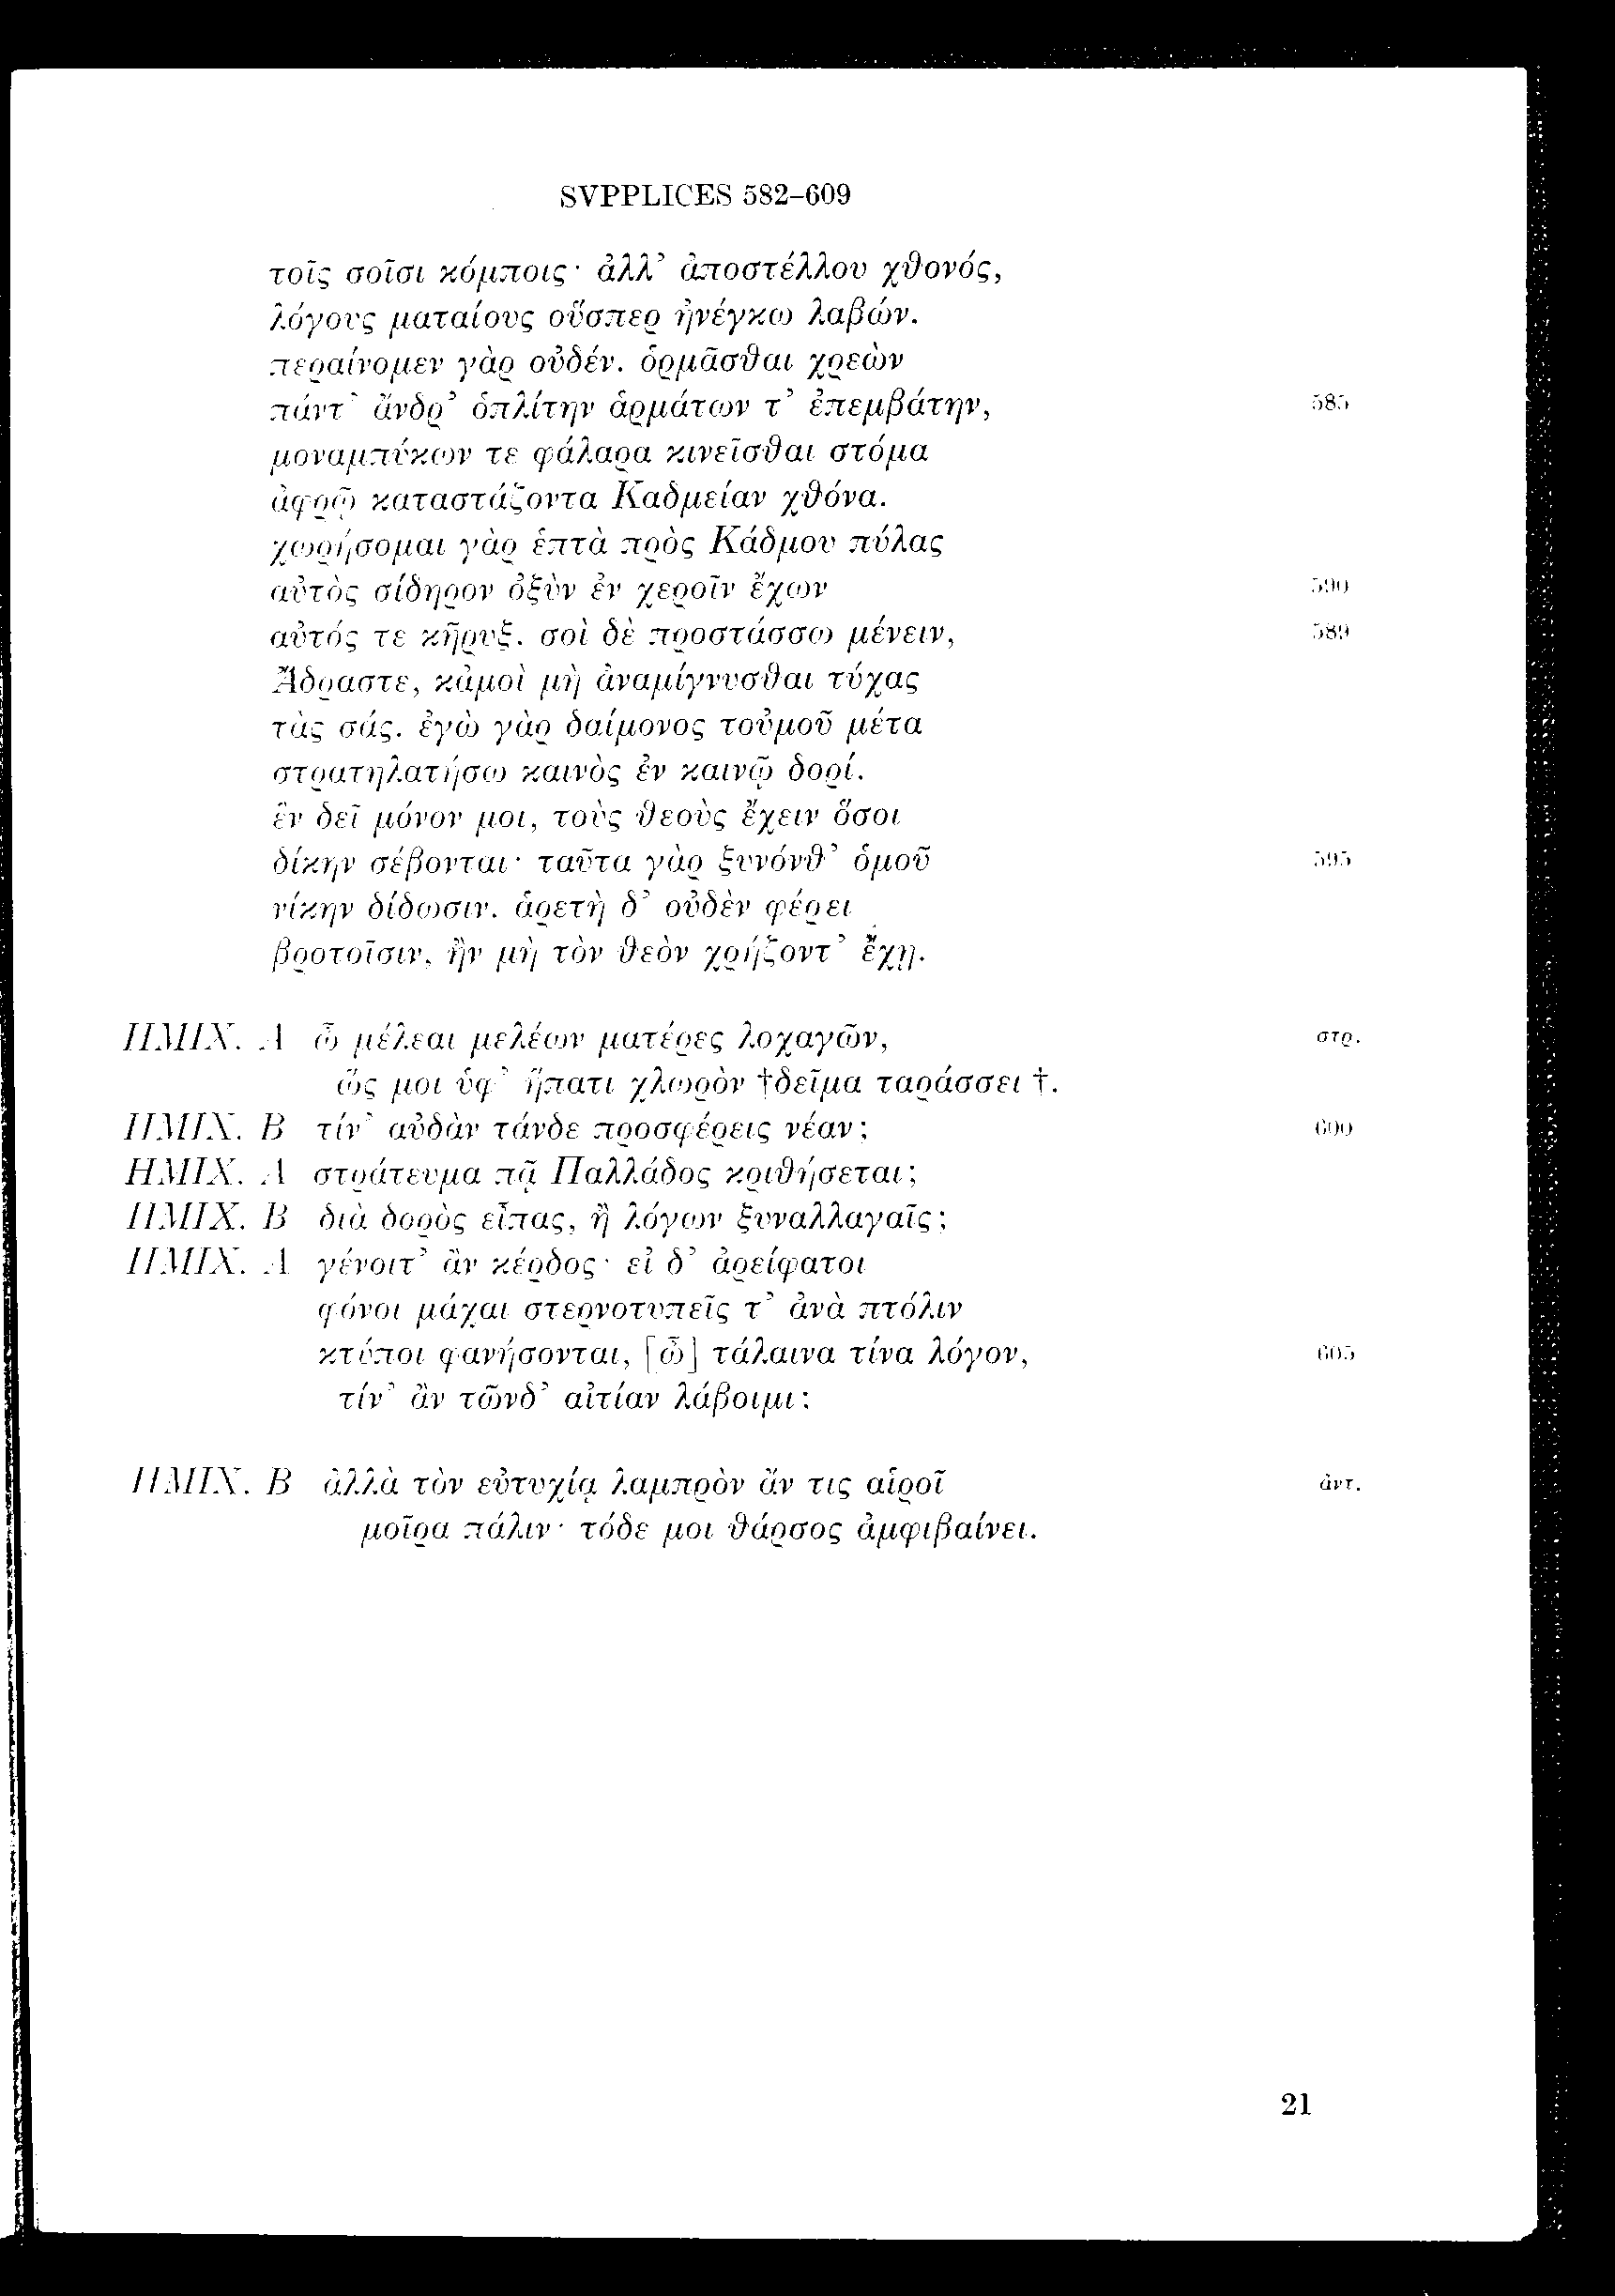 SVPPLICES 582–609
τοῖς σοῖσι κόμποις· ἀλλ’ ἀποστέλλου χθονός,
λόγους ματαίους οὕσπερ ἠνέγκω λαβών.
περαίνομεν γὰρ οὐδέν. ὁρμᾶσθαι χρεὼν
πάντ’ ἄνδρ’ ὁπλίτην ἁρμάτων τ’ ἐπεμβάτην, 585
μοναμπύκων τε φάλαρα κινεῖσθαι στόμα
ἀφρῷ καταστάζοντα Καδμείαν χθόνα.
χωρήσομαι γὰρ ἑπτὰ πρὸς Κάδμου πύλας
αὐτὸς σίδηρον ὀξὺν ἐν χεροῖν ἔχων 590
αὐτός τε κῆρυξ. σοὶ δὲ προστάσσω μένειν, 589
Ἄδραστε, κἀμοὶ μὴ ἀναμίγνυσθαι τύχας
τὰς σάς. ἐγὼ γὰρ δαίμονος τοὐμοῦ μέτα
στρατηλατήσω καινὸς ἐν καινῷ δορί.
ἓν δεῖ μόνον μοι, τοὺς θεοὺς ἔχειν ὅσοι
δίκην σέβονται· ταῦτα γὰρ ξυνόνθ’ ὁμοῦ 595
νίκην δίδωσιν. ἀρετὴ δ’ οὐδὲν φέρει
βροτοῖσιν, ἢν μὴ τὸν θεὸν χρῄζοντ’ ἔχῃ.
ΗΜΙΧ. Α ὦ μέλεαι μελέων ματέρες λοχαγῶν, στρ.
ὥς μοι ὑφ’ ἥπατι χλωρὸν †δεῖμα ταράσσει†.
ΗΜΙΧ. Β τίν’ αὐδὰν τάνδε προσφέρεις νέαν; 600
ΗΜΙΧ. Α στράτευμα πᾷ Παλλάδος κριθήσεται;
ΗΜΙΧ. Β διὰ δορὸς εἶπας, ἢ λόγων ξυναλλαγαῖς;
ΗΜΙΧ. Α γένοιτ’ ἂν κέρδος· εἰ δ’ ἀρείφατοι
φόνοι μάχαι στερνοτυπεῖς τ’ ἀνὰ πτόλιν
κτύποι φανήσονται, [ὦ] τάλαινα τίνα λόγον, 605
τίν’ ἂν τῶνδ’ αἰτίαν λάβοιμι;
ΗΜΙΧ. Β ἀλλὰ τὸν εὐτυχίᾳ λαμπρὸν ἄν τις αἱροῖ ἀντ.
μοῖρα πάλιν· τόδε μοι θάρσος ἀμφιβαίνει.
21